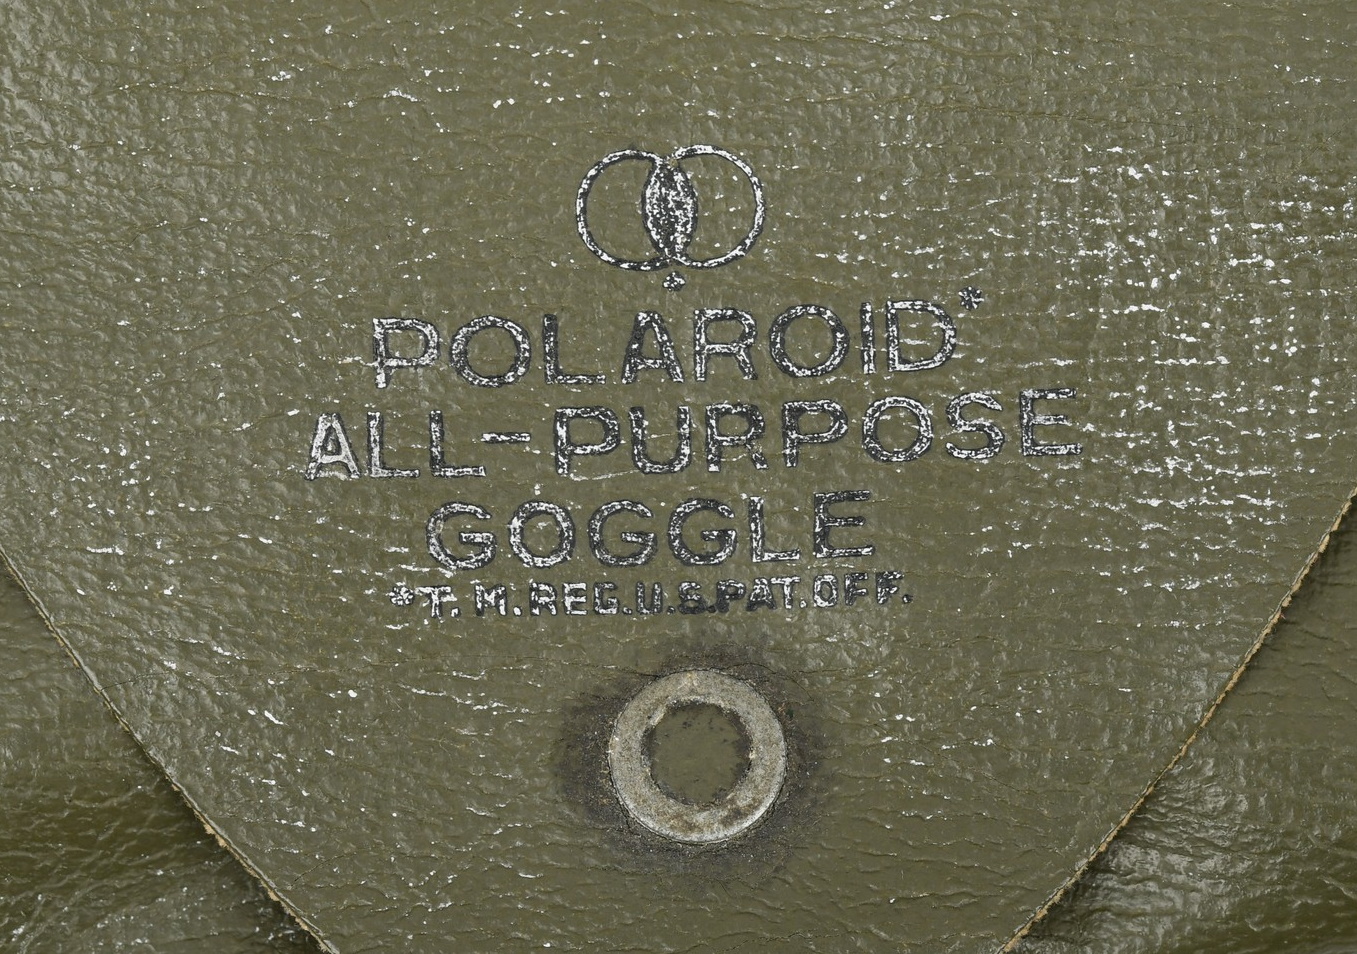 *
POLAROID*
ALL-PURPOSE
GOGGLE
*T.M.REG.U.S.PAT.OFF.